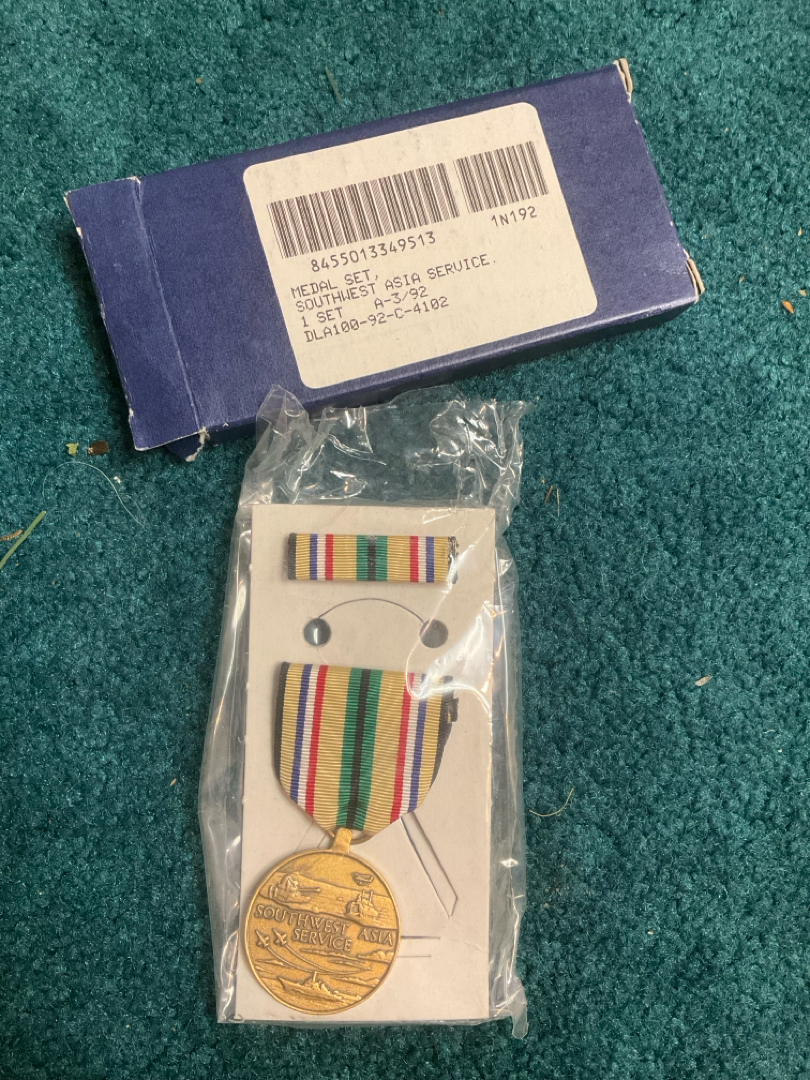 8455013349513 1N192
MEDAL SET,
SOUTHWEST ASIA SERVICE.
1 SET A-3/92
DLA100-92-C-4102
SOUTHWEST ASIA
SERVICE